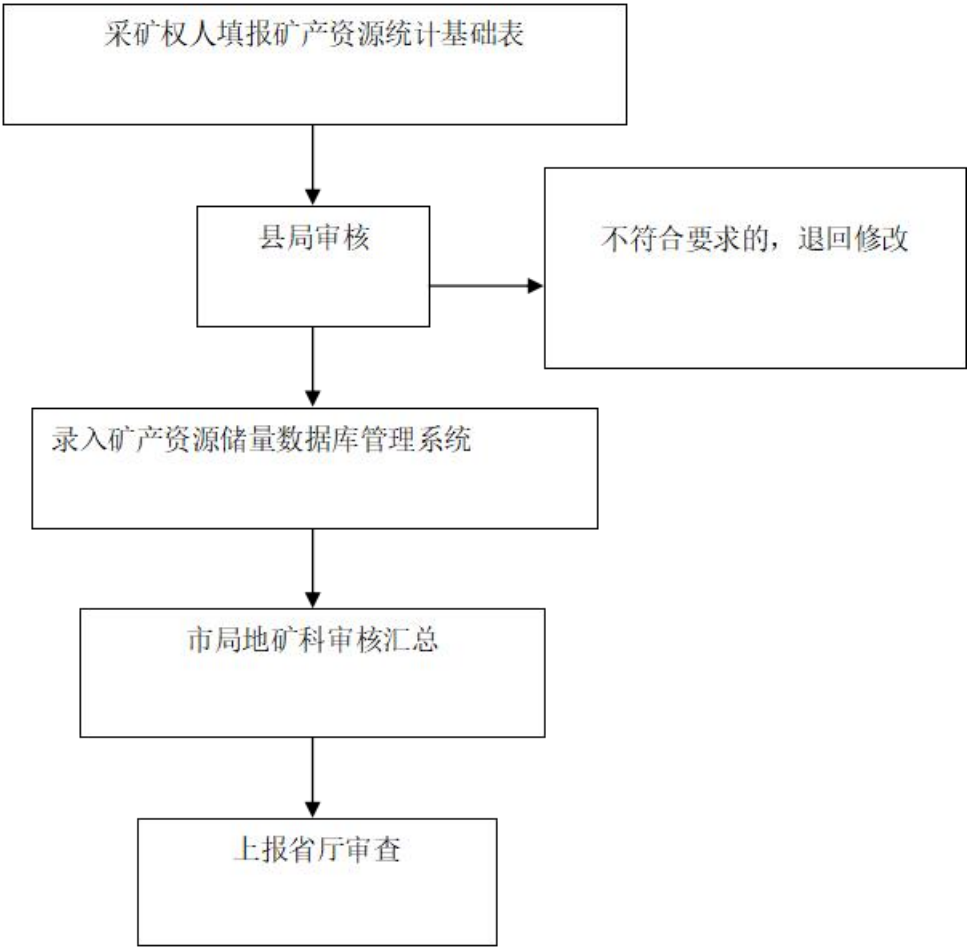 采矿权人填报矿产资源统计基础表
县局审核
不符合要求的，退回修改
录入矿产资源储量数据库管理系统
市局地矿科审核汇总
上报省厅审查